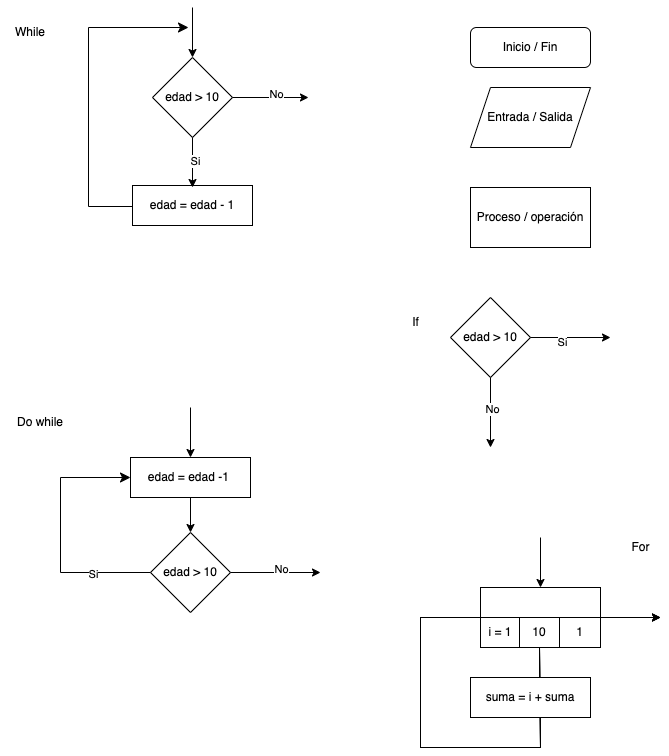 While
edad > 10
No
Si
edad = edad - 1
Inicio / Fin
Entrada / Salida
Proceso / operación
If
edad > 10
Si
No
Do while
edad = edad -1
edad > 10
Si
No
For
i = 1
10
1
suma = i + suma